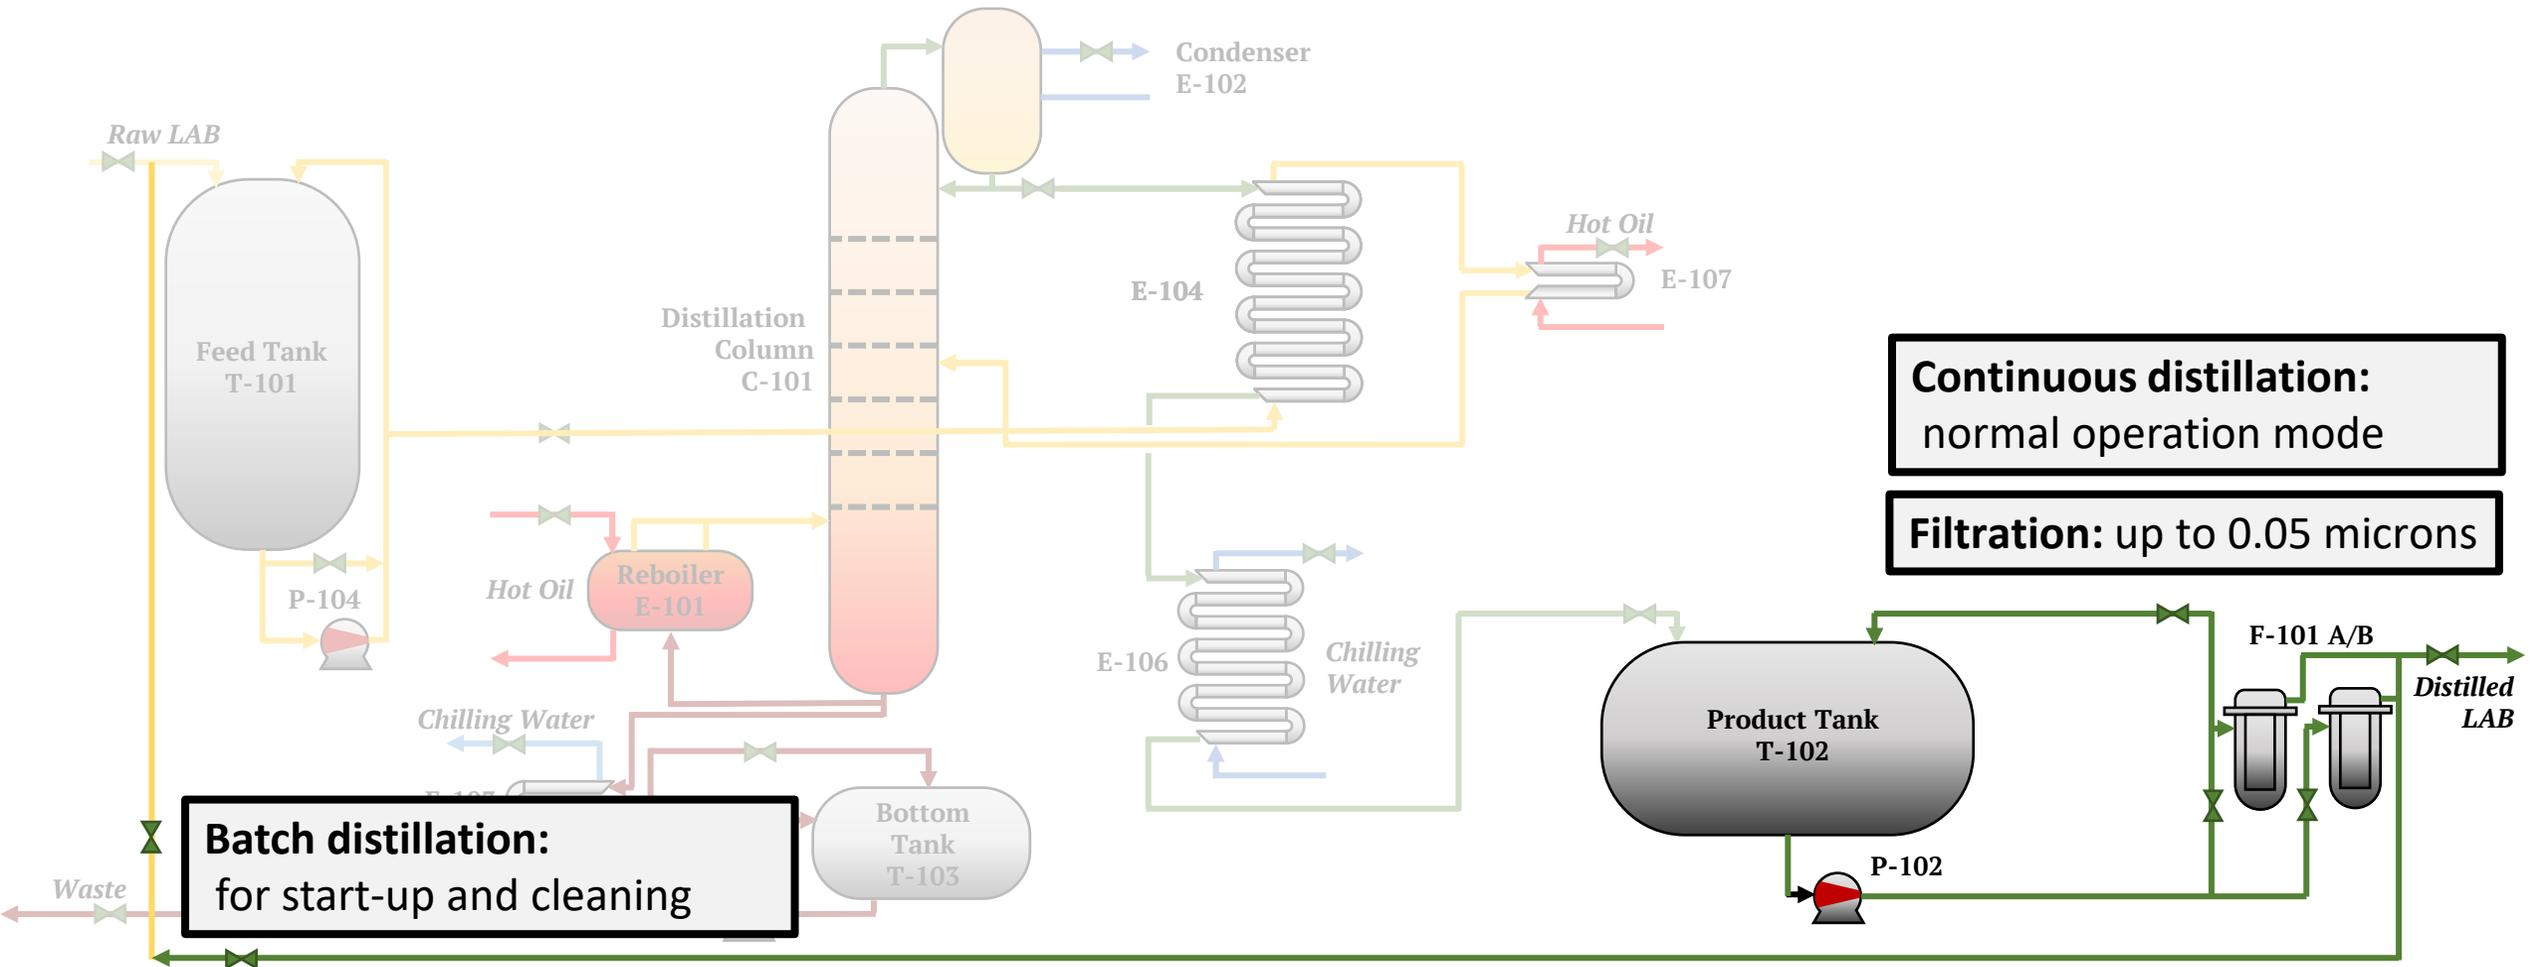 Condenser
E-102
Raw LAB
Hot Oil
E-107
E-104
Distillation
Column
C-101
Feed Tank
T-101
Continuous distillation:
normal operation mode
Filtration: up to 0.05 microns
Reboiler
E-101
Hot Oil
P-104
E-106
Chilling
Water
F-101 A/B
Distilled
LAB
Product Tank
T-102
Chilling Water
Bottom
Tank
T-103
Batch distillation:
for start-up and cleaning
P-102
Waste